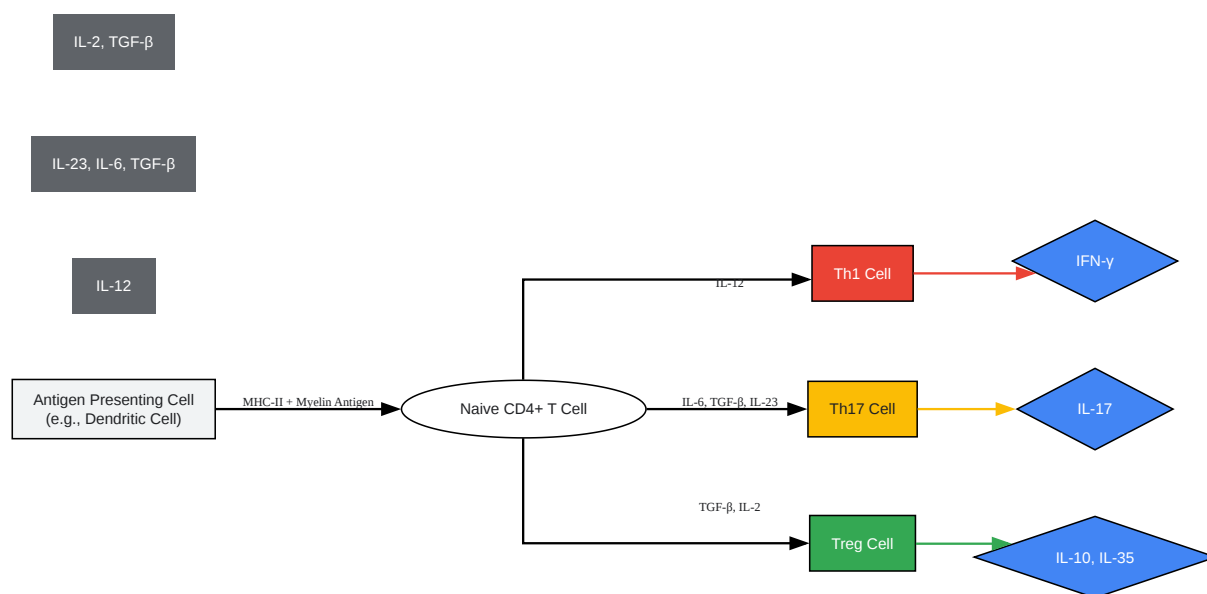 IL-2, TGF-β
IL-23, IL-6, TGF-β
IL-12
Antigen Presenting Cell
(e.g., Dendritic Cell)
MHC-II + Myelin Antigen
Naive CD4+ T Cell
IL-12
Th1 Cell
IFN-γ
IL-6, TGF-β, IL-23
Th17 Cell
IL-17
TGF-β, IL-2
Treg Cell
IL-10, IL-35